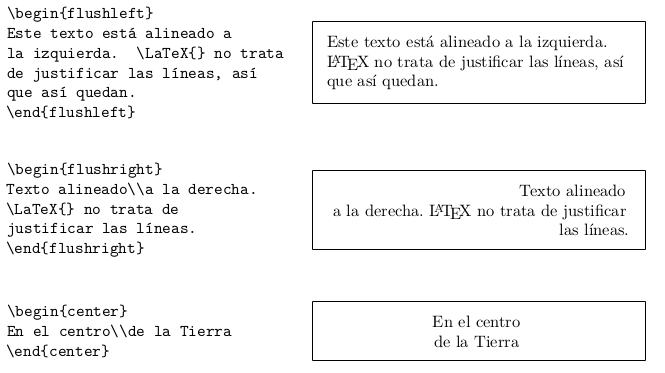 \begin{flushleft}
Este texto está alineado a
la izquierda. \LaTeX{} no trata
de justificar las líneas, así
que así quedan.
\end{flushleft}
Este texto está alineado a la izquierda.
LATEX no trata de justificar las líneas, así
que así quedan.
\begin{flushright}
Texto alineado\\a la derecha.
\LaTeX{} no trata de
justificar las líneas.
\end{flushright}
Texto alineado
a la derecha. LATEX no trata de justificar
las líneas.
\begin{center}
En el centro\\de la Tierra
\end{center}
En el centro
de la Tierra